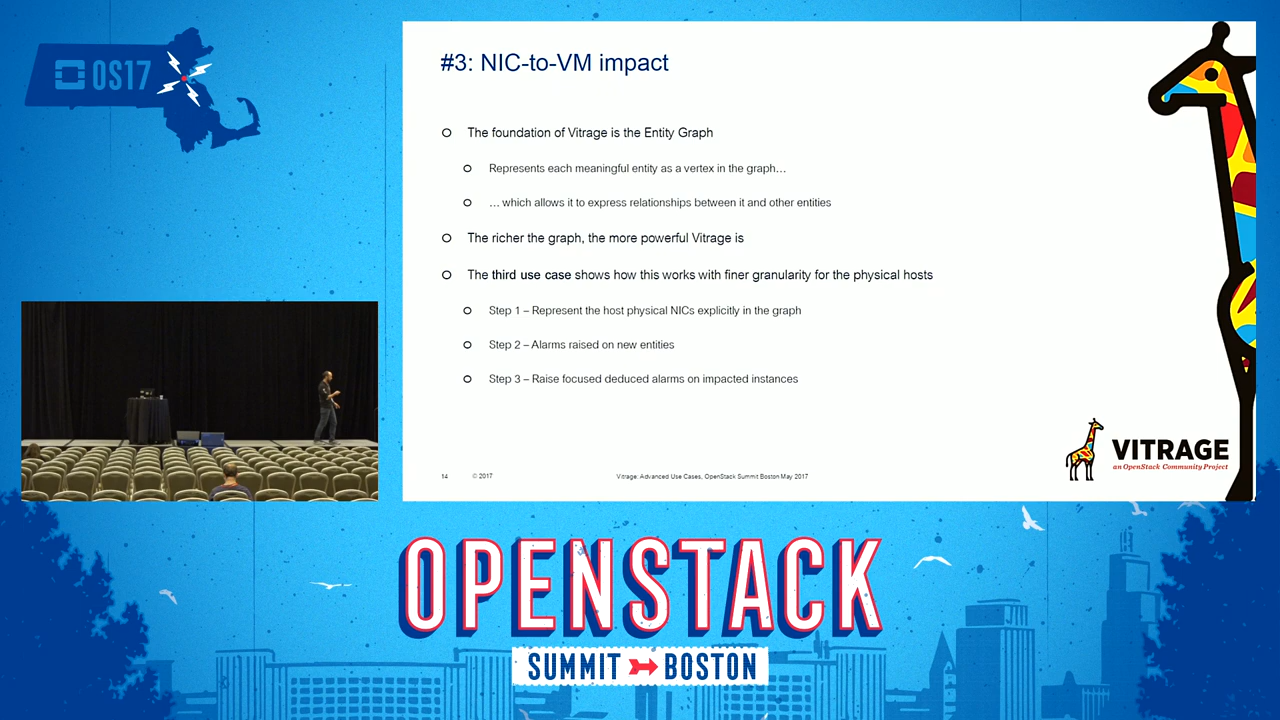 OS17
#3: NIC-to-VM impact
The foundation of Vitrage is the Entity Graph
Represents each meaningful entity as a vertex in the graph…
… which allows it to express relationships between it and other entities
The richer the graph, the more powerful Vitrage is
The third use case shows how this works with finer granularity for the physical hosts
Step 1 – Represent the host physical NICs explicitly in the graph
Step 2 – Alarms raised on new entities
Step 3 – Raise focused deduced alarms on impacted instances
VITRAGE
an OpenStack Community Project
14 © 2017 Vitrage: Advanced Use Cases, OpenStack Summit Boston May 2017
OPENSTACK
SUMMIT BOSTON